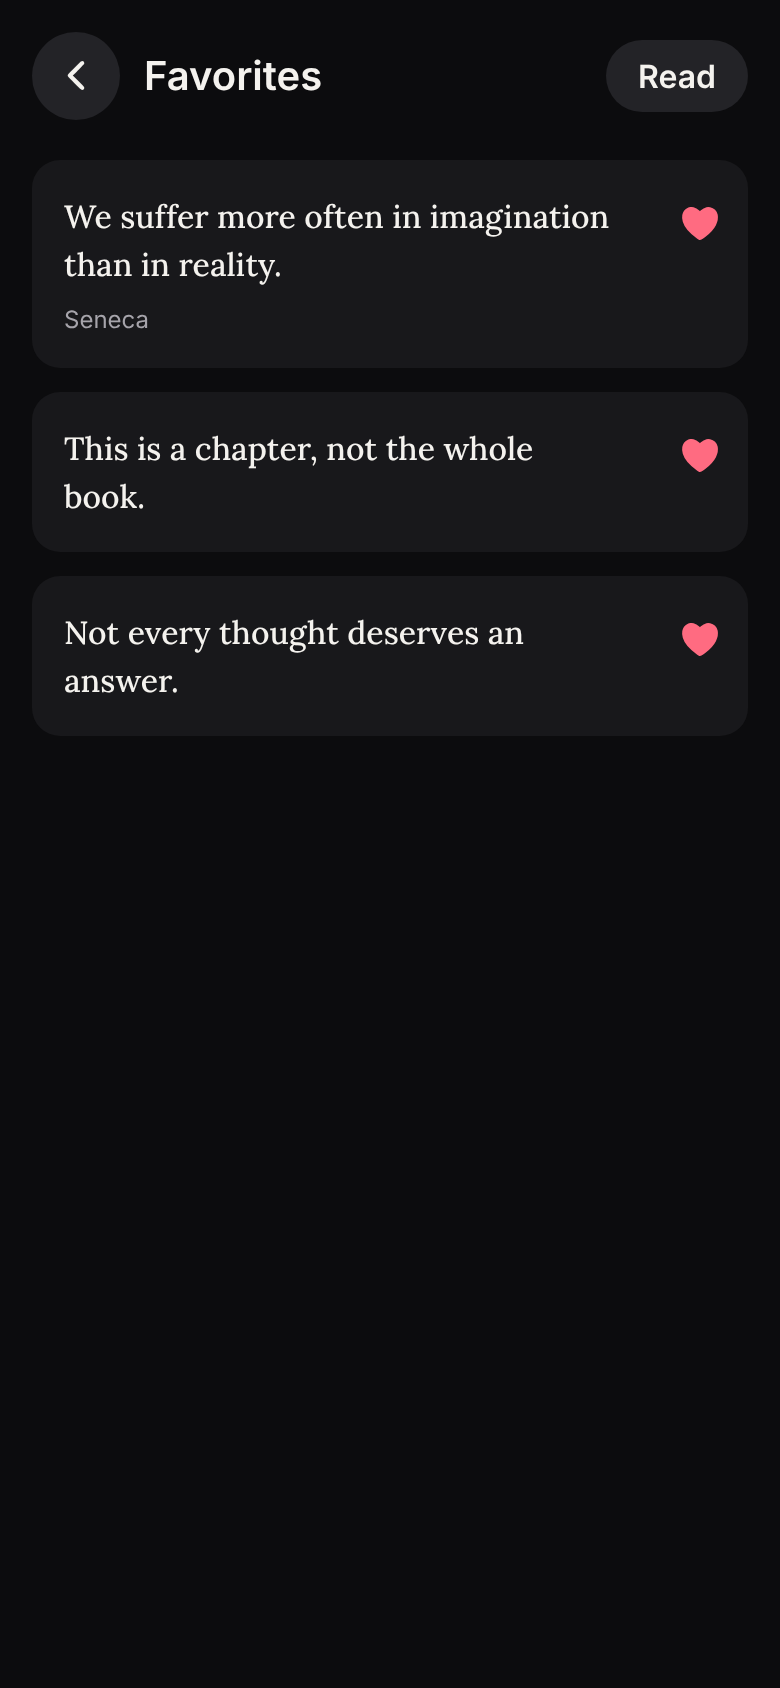 Favorites
Read
We suffer more often in imagination
than in reality.
Seneca
This is a chapter, not the whole
book.
Not every thought deserves an
answer.